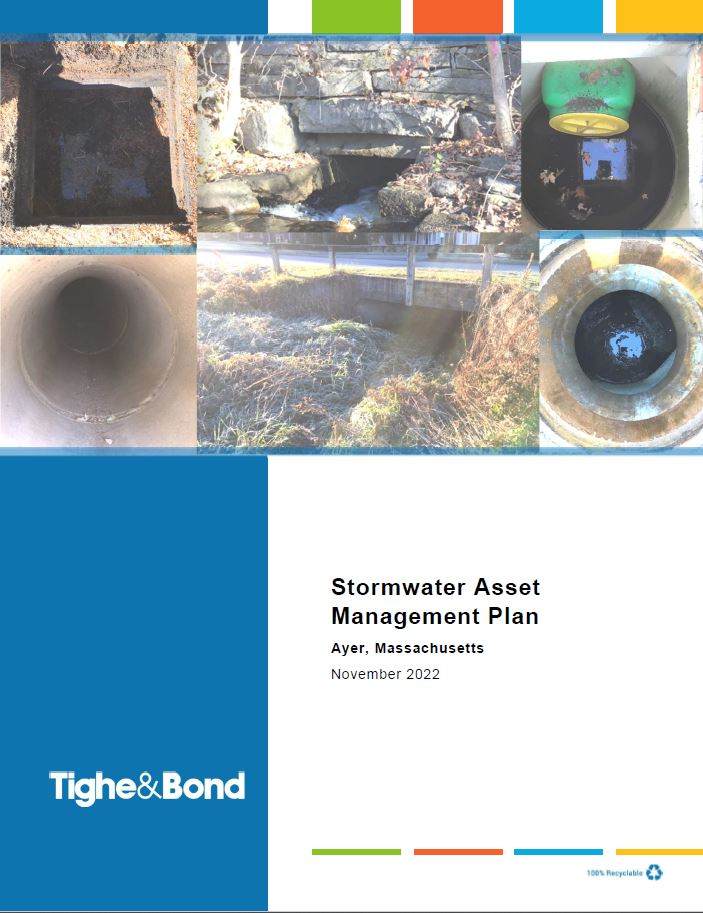 Stormwater Asset
Management Plan
Ayer, Massachusetts
November 2022
Tighe&Bond
100% Recyclable